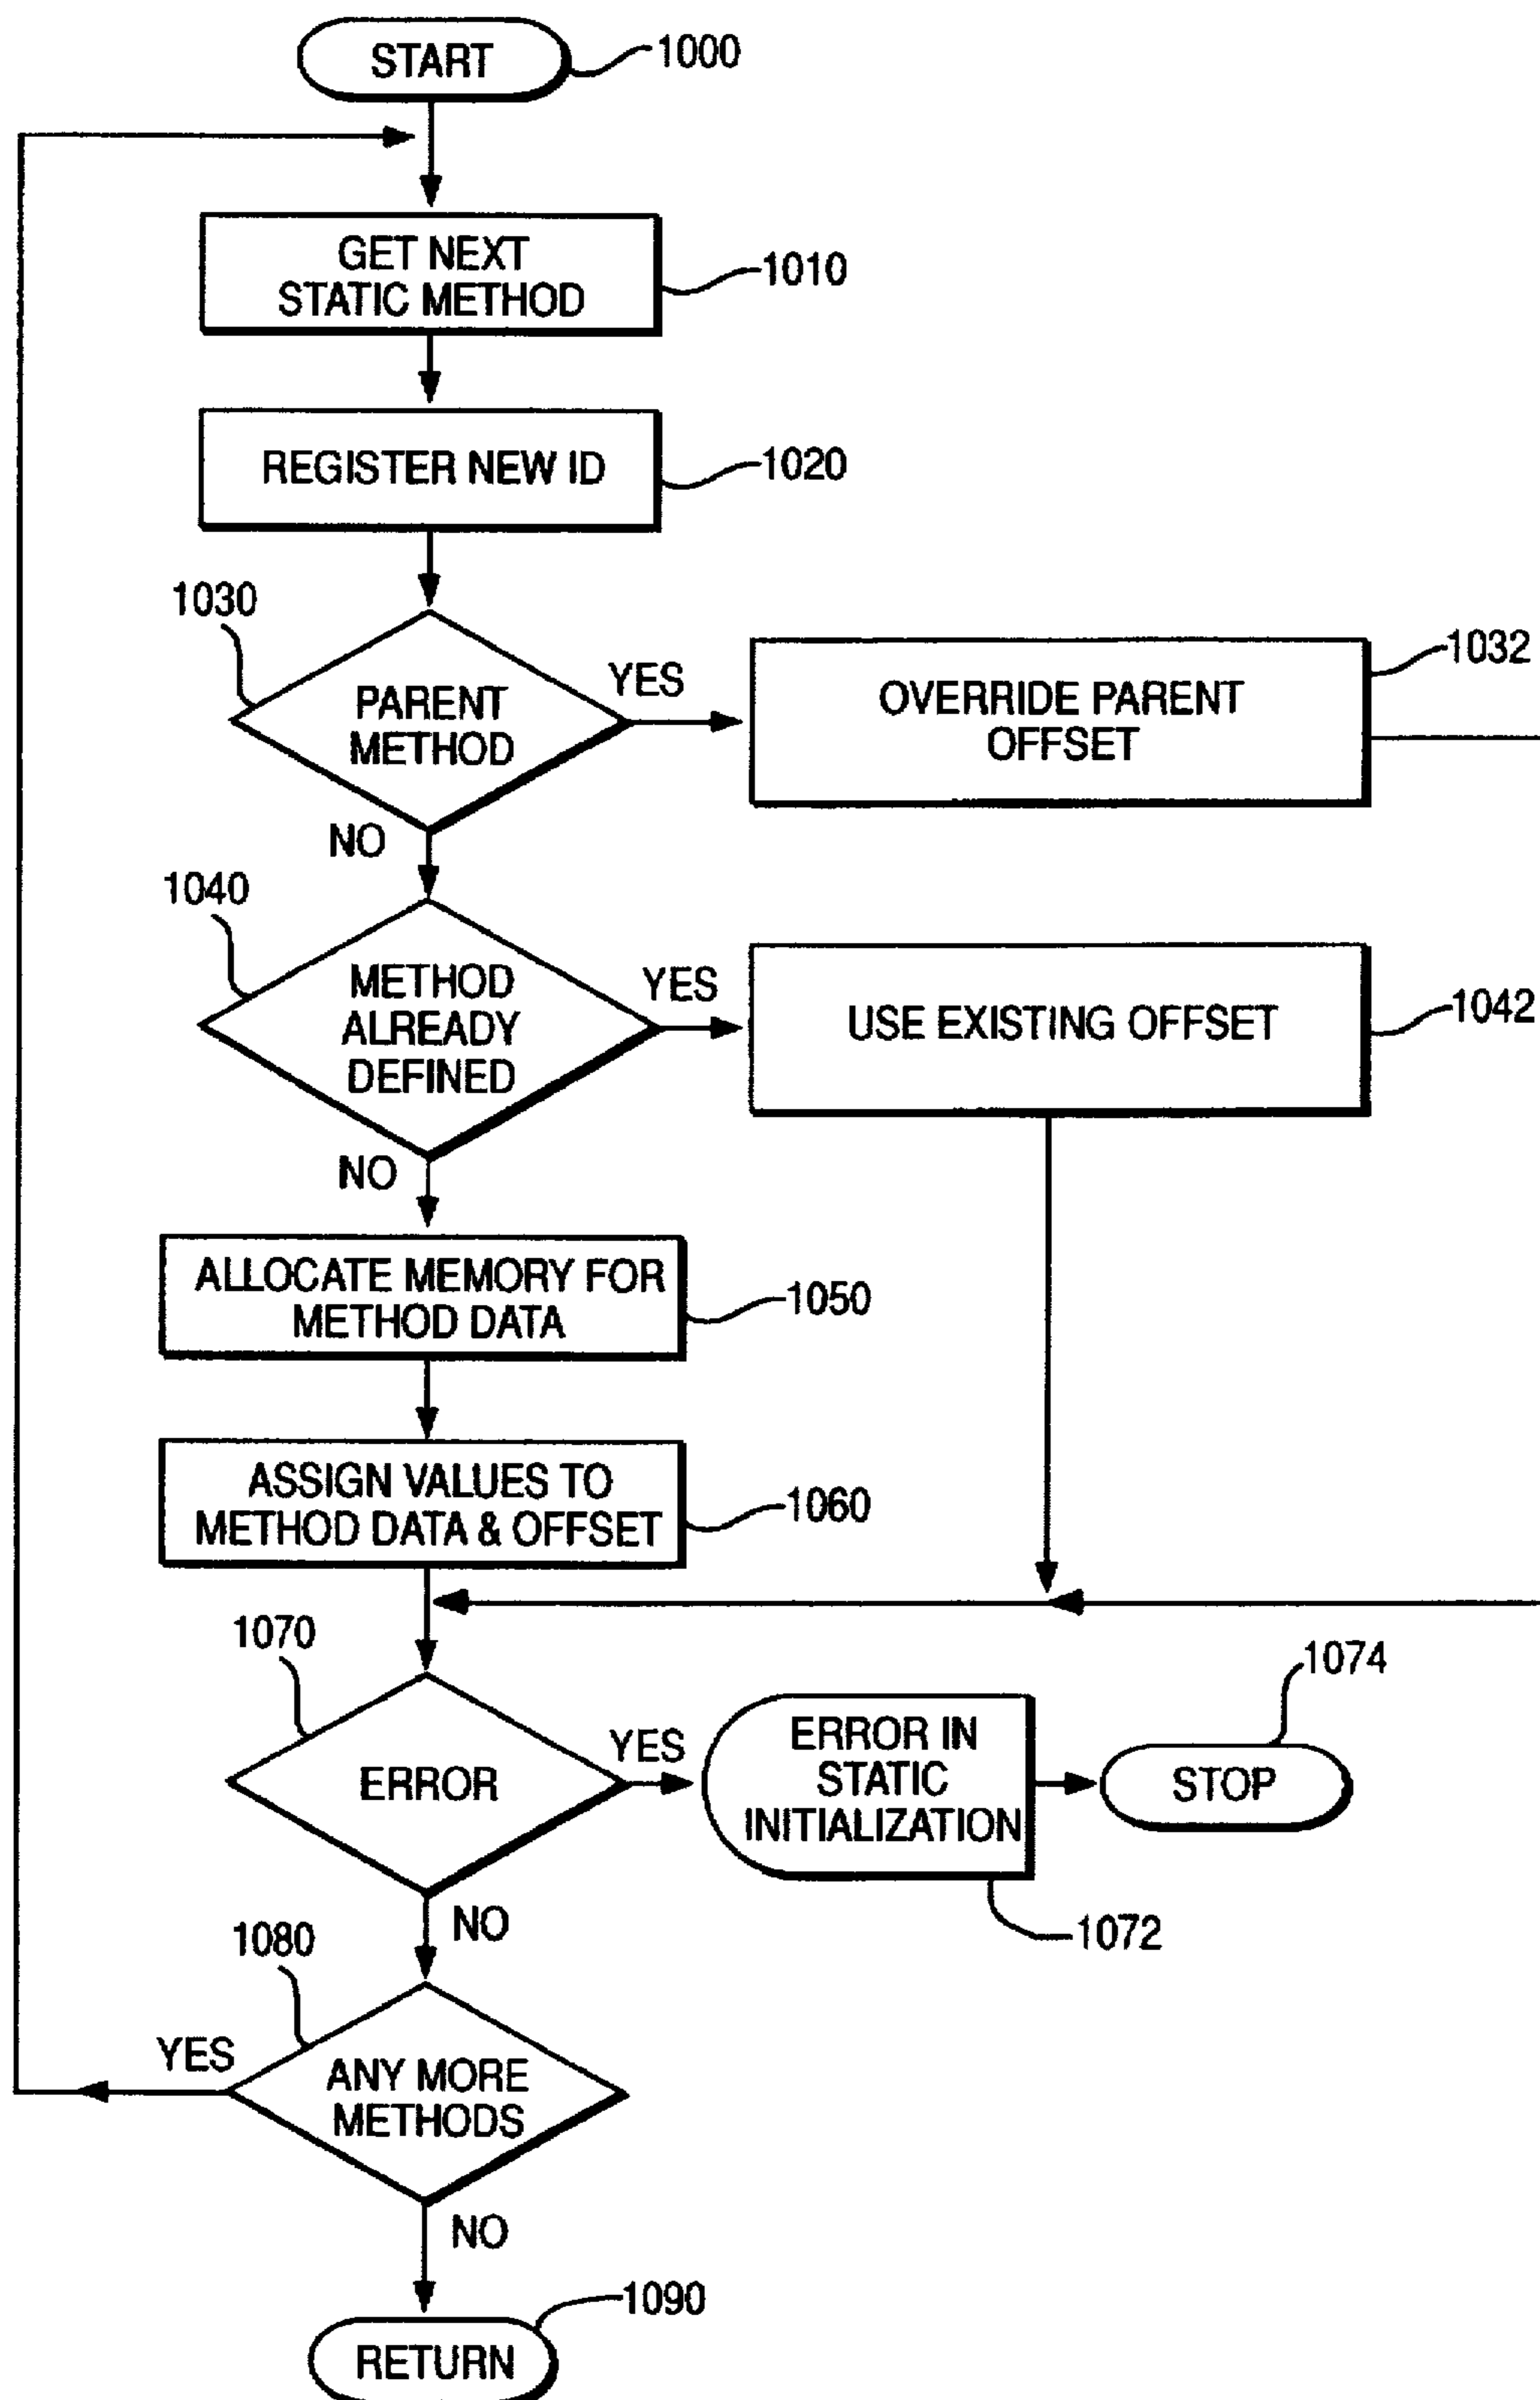 START
1000
GET NEXT
STATIC METHOD
1010
REGISTER NEW ID
1020
1030
PARENT
METHOD
YES
OVERRIDE PARENT
OFFSET
1032
NO
1040
METHOD
ALREADY
DEFINED
YES
USE EXISTING OFFSET
1042
NO
ALLOCATE MEMORY FOR
METHOD DATA
1050
ASSIGN VALUES TO
METHOD DATA & OFFSET
1060
1070
ERROR
YES
ERROR IN
STATIC
INITIALIZATION
1072
STOP
1074
NO
1080
ANY MORE
METHODS
YES
NO
RETURN
1090